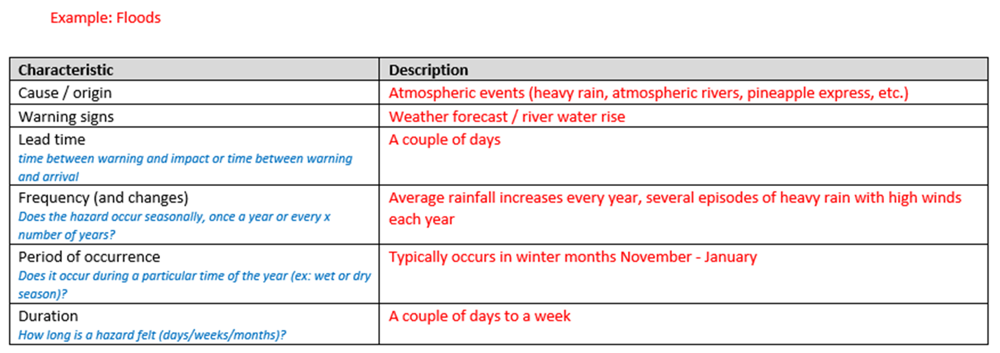 Example: Floods
Characteristic
Description
Cause / origin
Atmospheric events (heavy rain, atmospheric rivers, pineapple express, etc.)
Warning signs
Weather forecast / river water rise
Lead time
time between warning and impact or time between warning
and arrival
A couple of days
Frequency (and changes)
Does the hazard occur seasonally, once a year or every x
number of years?
Average rainfall increases every year, several episodes of heavy rain with high winds
each year
Period of occurrence
Does it occur during a particular time of the year (ex: wet or dry
season)?
Typically occurs in winter months November - January
Duration
How long is a hazard felt (days/weeks/months)?
A couple of days to a week